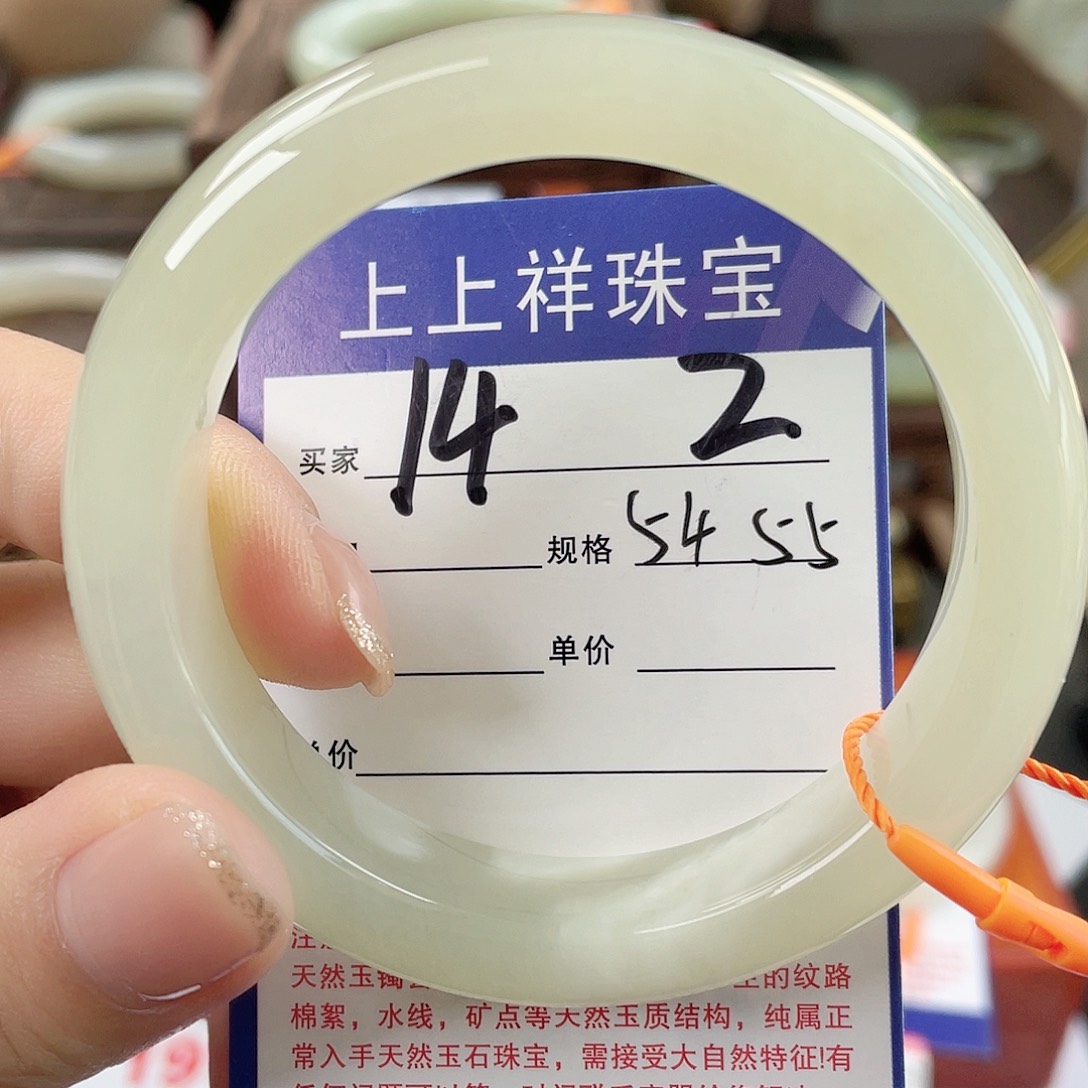 上上祥珠宝
买家 14 2.
规格 54 55
单价
价
天然玉镯 的纹路
棉絮，水线，矿点等天然玉质结构，纯属正
常入手天然玉石珠宝，需接受大自然特征!有
19